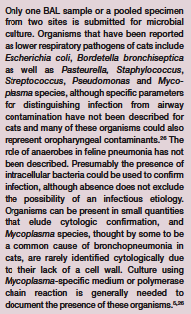 Only one BAL sample or a pooled specimen
from two sites is submitted for microbial
culture. Organisms that have been reported
as lower respiratory pathogens of cats include
Escherichia coli, Bordetella bronchiseptica
as well as Pasteurella, Staphylococcus,
Streptococcus, Pseudomonas and Myco-
plasma species, although specific parameters
for distinguishing infection from airway
contamination have not been described for
cats and many of these organisms could also
represent oropharyngeal contaminants.26 The
role of anaerobes in feline pneumonia has not
been described. Presumably the presence of
intracellular bacteria could be used to confirm
infection, although absence does not exclude
the possibility of an infectious etiology.
Organisms can be present in small quantities
that elude cytologic confirmation, and
Mycoplasma species, thought by some to be
a common cause of bronchopneumonia in
cats, are rarely identified cytologically due
to their lack of a cell wall. Culture using
Mycoplasma-specific medium or polymerase
chain reaction is generally needed to
document the presence of these organisms.5,26